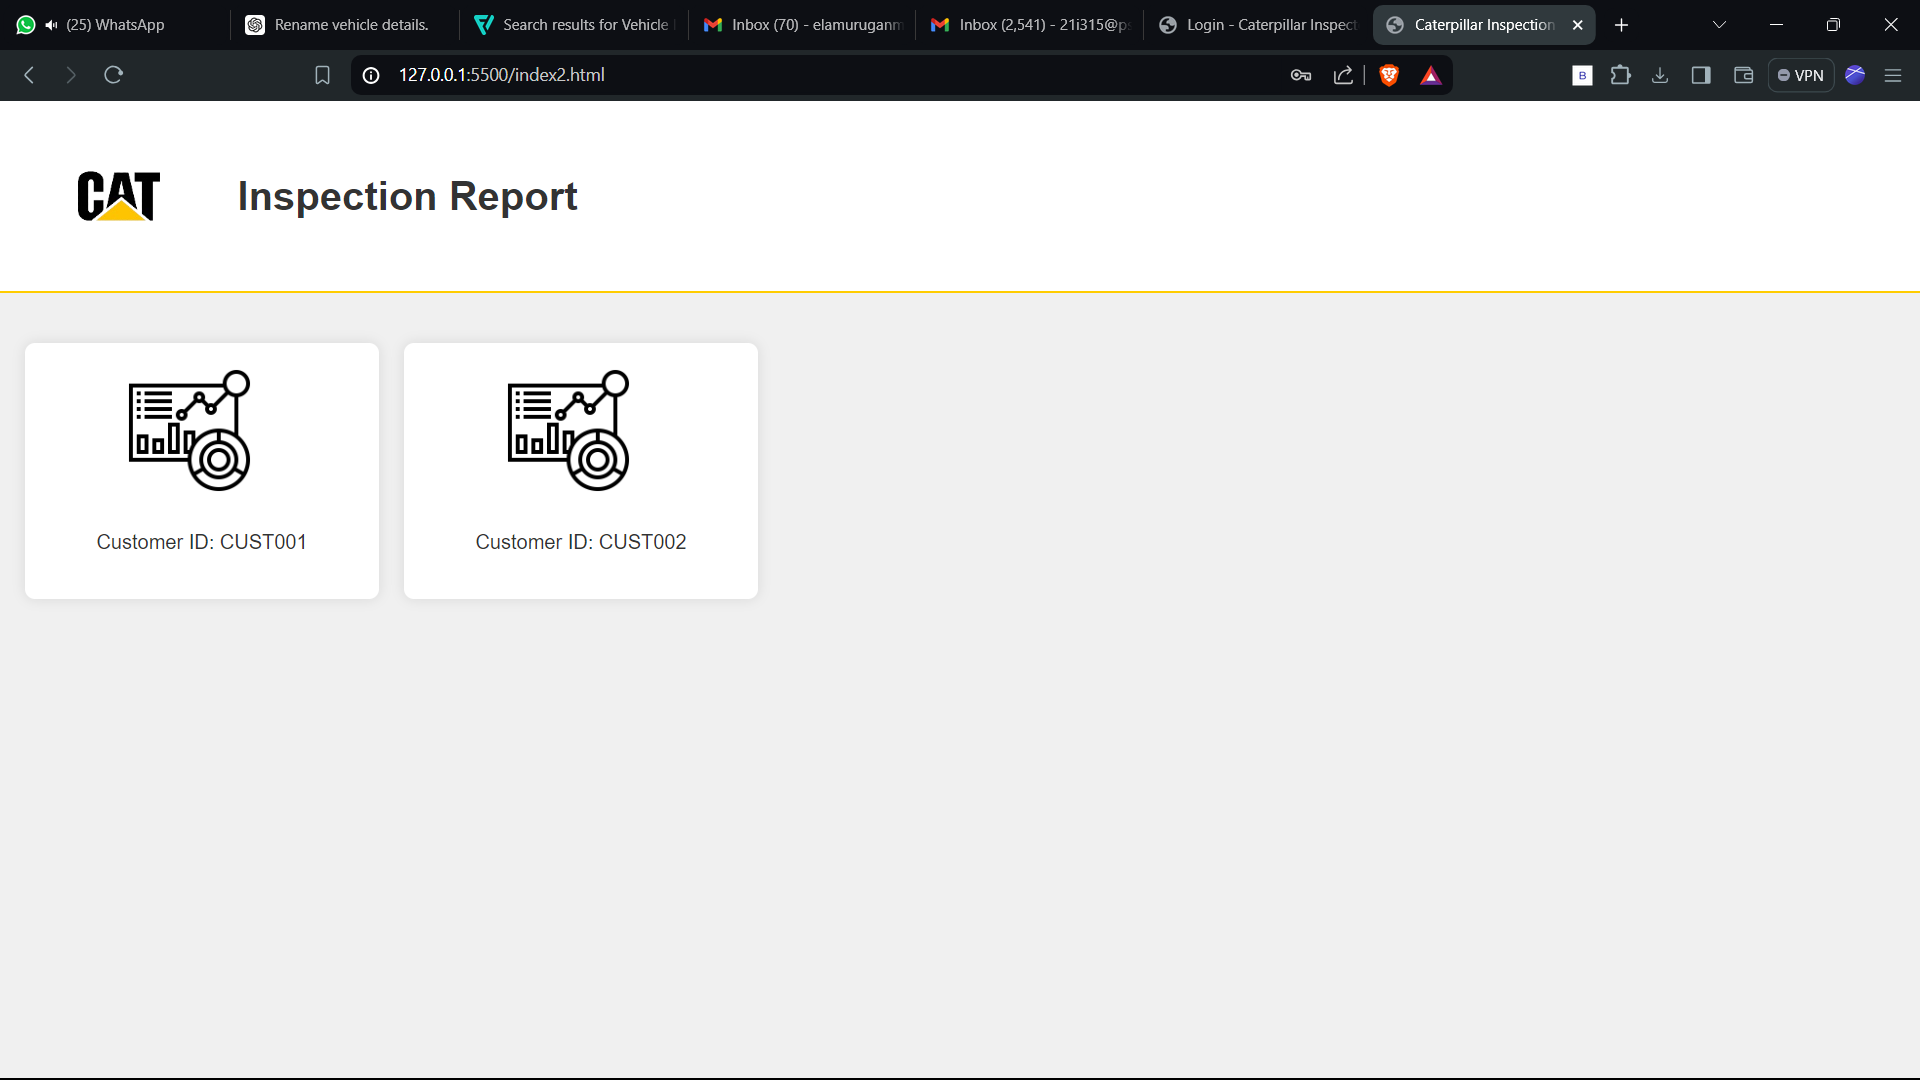 (25) WhatsApp
Rename vehicle details.
Search results for Vehicle
Inbox (70) - elamurugan
Inbox (2,541) - 21i315@
Login - Caterpillar Inspect
Caterpillar Inspection
127.0.0.1:5500/index2.html
B
VPN
CAT
Inspection Report
Customer ID: CUST001
Customer ID: CUST002